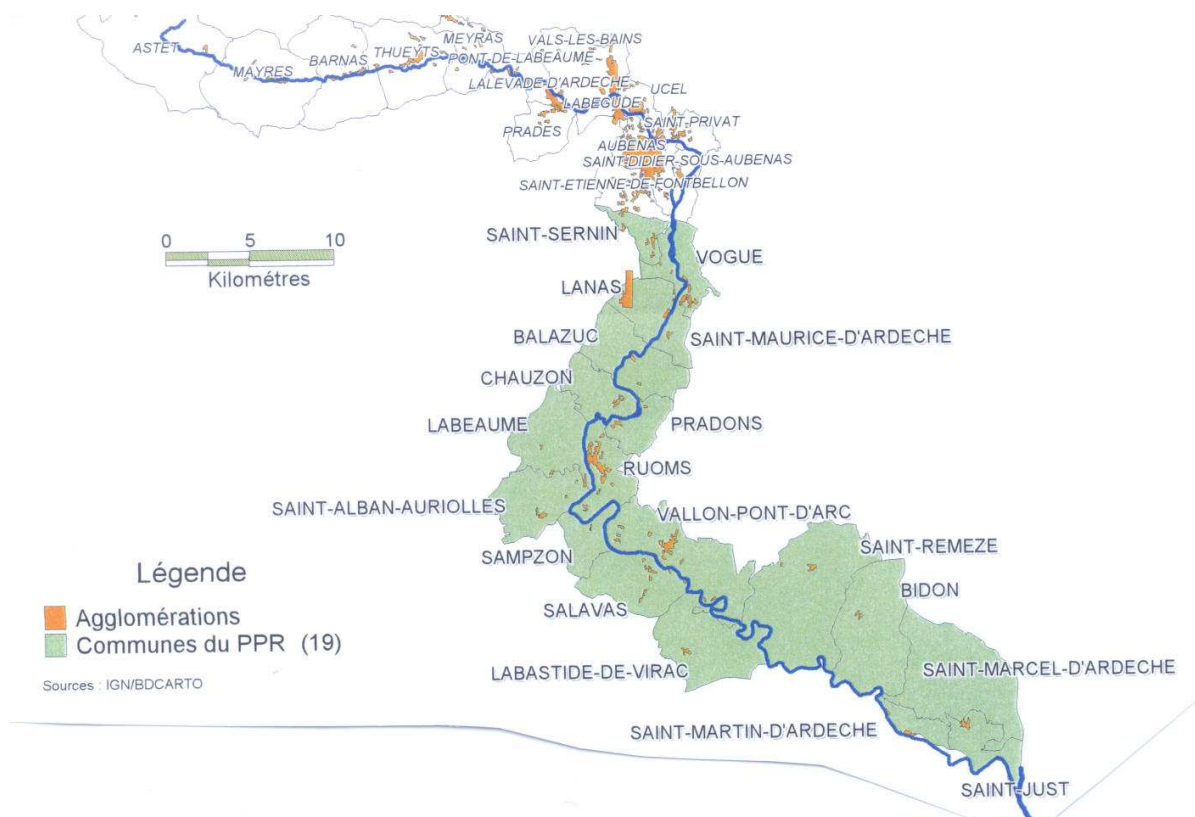 ASTET
MAYRES
BARNAS
THUEYTS
MEYRAS
PONT-DE-LABEAUME
VALS-LES-BAINS
LALEVADE-D'ARDECHE
LABEGUDE
UCEL
PRADES
SAINT-PRIVAT
AUBENAS
SAINT-DIDIER-SOUS-AUBENAS
SAINT-ETIENNE-DE-FONTBELLON
0 5 10
Kilométres
SAINT-SERNIN
VOGUE
LANAS
BALAZUC
SAINT-MAURICE-D'ARDECHE
CHAUZON
LABEAUME
PRADONS
RUOMS
SAINT-ALBAN-AURIOLLES
VALLON-PONT-D'ARC
SAMPZON
SAINT-REMEZE
BIDON
SALAVAS
LABASTIDE-DE-VIRAC
SAINT-MARCEL-D'ARDECHE
SAINT-MARTIN-D'ARDECHE
SAINT-JUST
Légende
Agglomérations
Communes du PPR (19)
Sources : IGN/BDCARTO